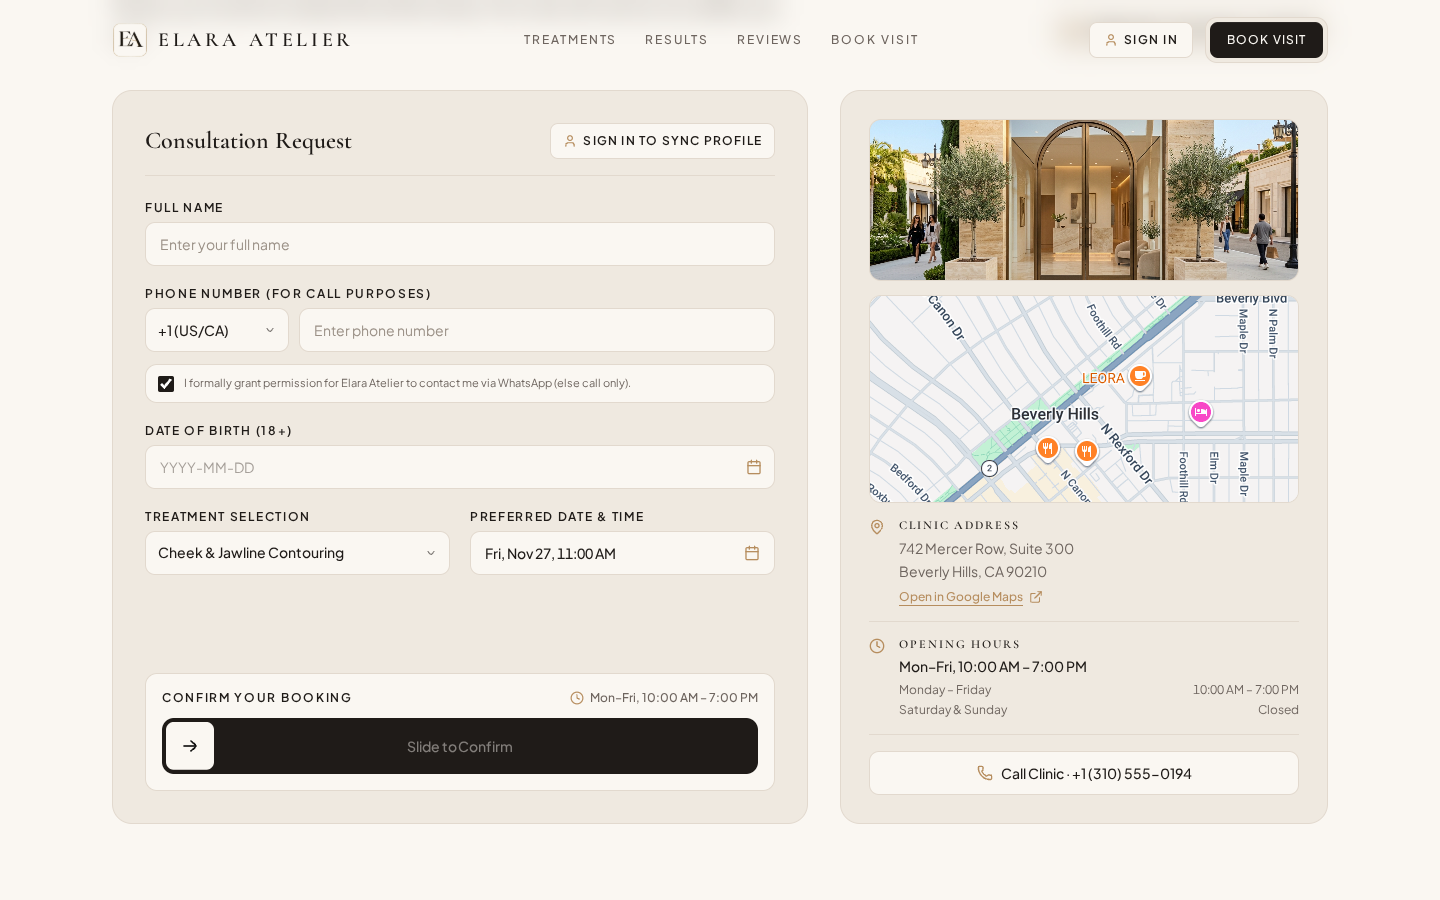 EA ELARA ATELIER
TREATMENTS
RESULTS
REVIEWS
BOOK VISIT
SIGN IN
BOOK VISIT
Consultation Request
SIGN IN TO SYNC PROFILE
FULL NAME
Enter your full name
PHONE NUMBER (FOR CALL PURPOSES)
+1 (US/CA)
Enter phone number
I formally grant permission for Elara Atelier to contact me via WhatsApp (else call only).
DATE OF BIRTH (18+)
YYYY-MM-DD
TREATMENT SELECTION
Cheek & Jawline Contouring
PREFERRED DATE & TIME
Fri, Nov 27, 11:00 AM
CONFIRM YOUR BOOKING
Mon–Fri, 10:00 AM – 7:00 PM
Slide to Confirm
Canon Dr
Foothill Rd
Dr
Beverly Blvd
Maple Dr
N Palm Dr
LEORA
Beverly Hills
N Rexford Dr
2
Bedford Dr
N Canon
Foothill Rd
Elm Dr
Maple Dr
CLINIC ADDRESS
742 Mercer Row, Suite 300
Beverly Hills, CA 90210
Open in Google Maps
OPENING HOURS
Mon–Fri, 10:00 AM – 7:00 PM
Monday – Friday
10:00 AM – 7:00 PM
Saturday & Sunday
Closed
Call Clinic · +1 (310) 555-0194